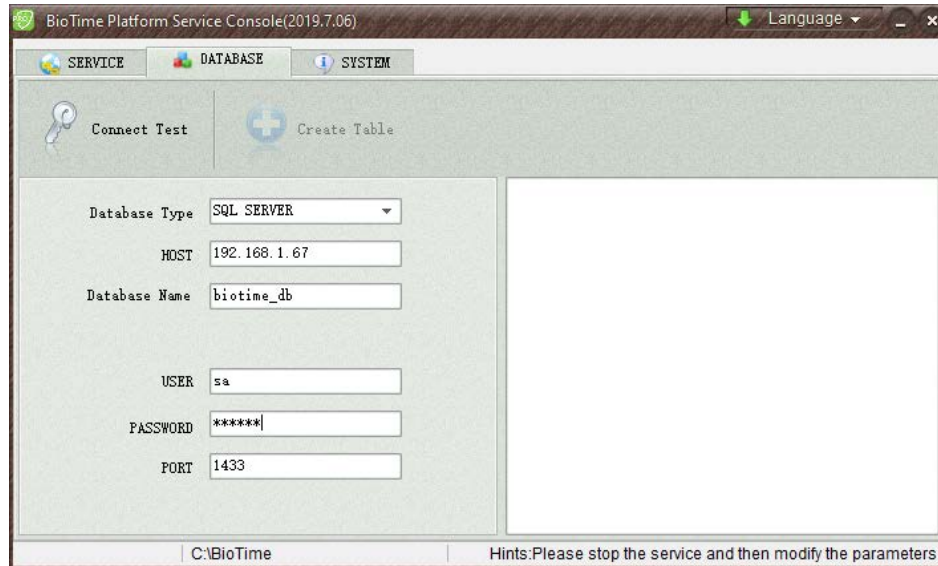 BioTime Platform Service Console(2019.7.06) Language
SERVICE DATABASE SYSTEM
Connect Test Create Table
Database Type SQL SERVER
HOST 192.168.1.67
Database Name biotime_db
USER sa
PASSWORD ******
PORT 1433
C:\BioTime Hints:Please stop the service and then modify the parameters